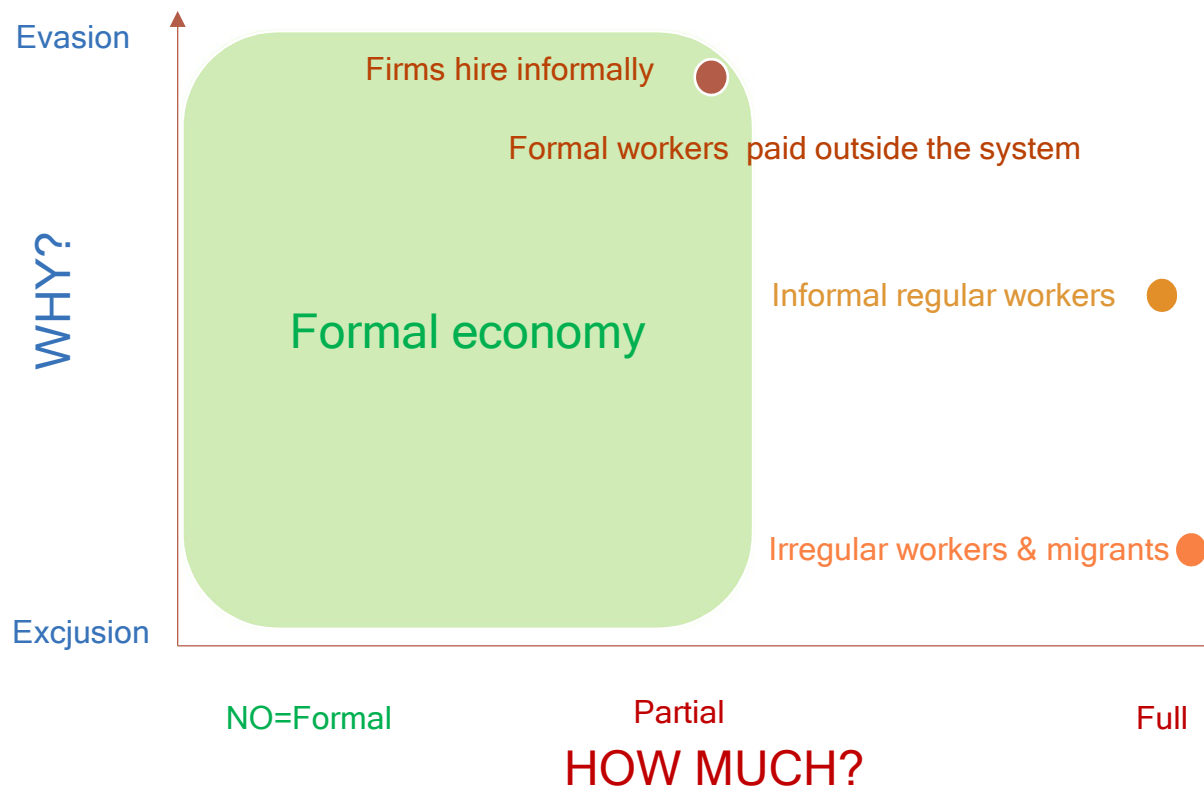 Evasion
Firms hire informally
Formal workers  paid outside the system
WHY?
Informal regular workers
Formal economy
Irregular workers & migrants
Excjusion
NO=Formal
Partial
Full
HOW MUCH?